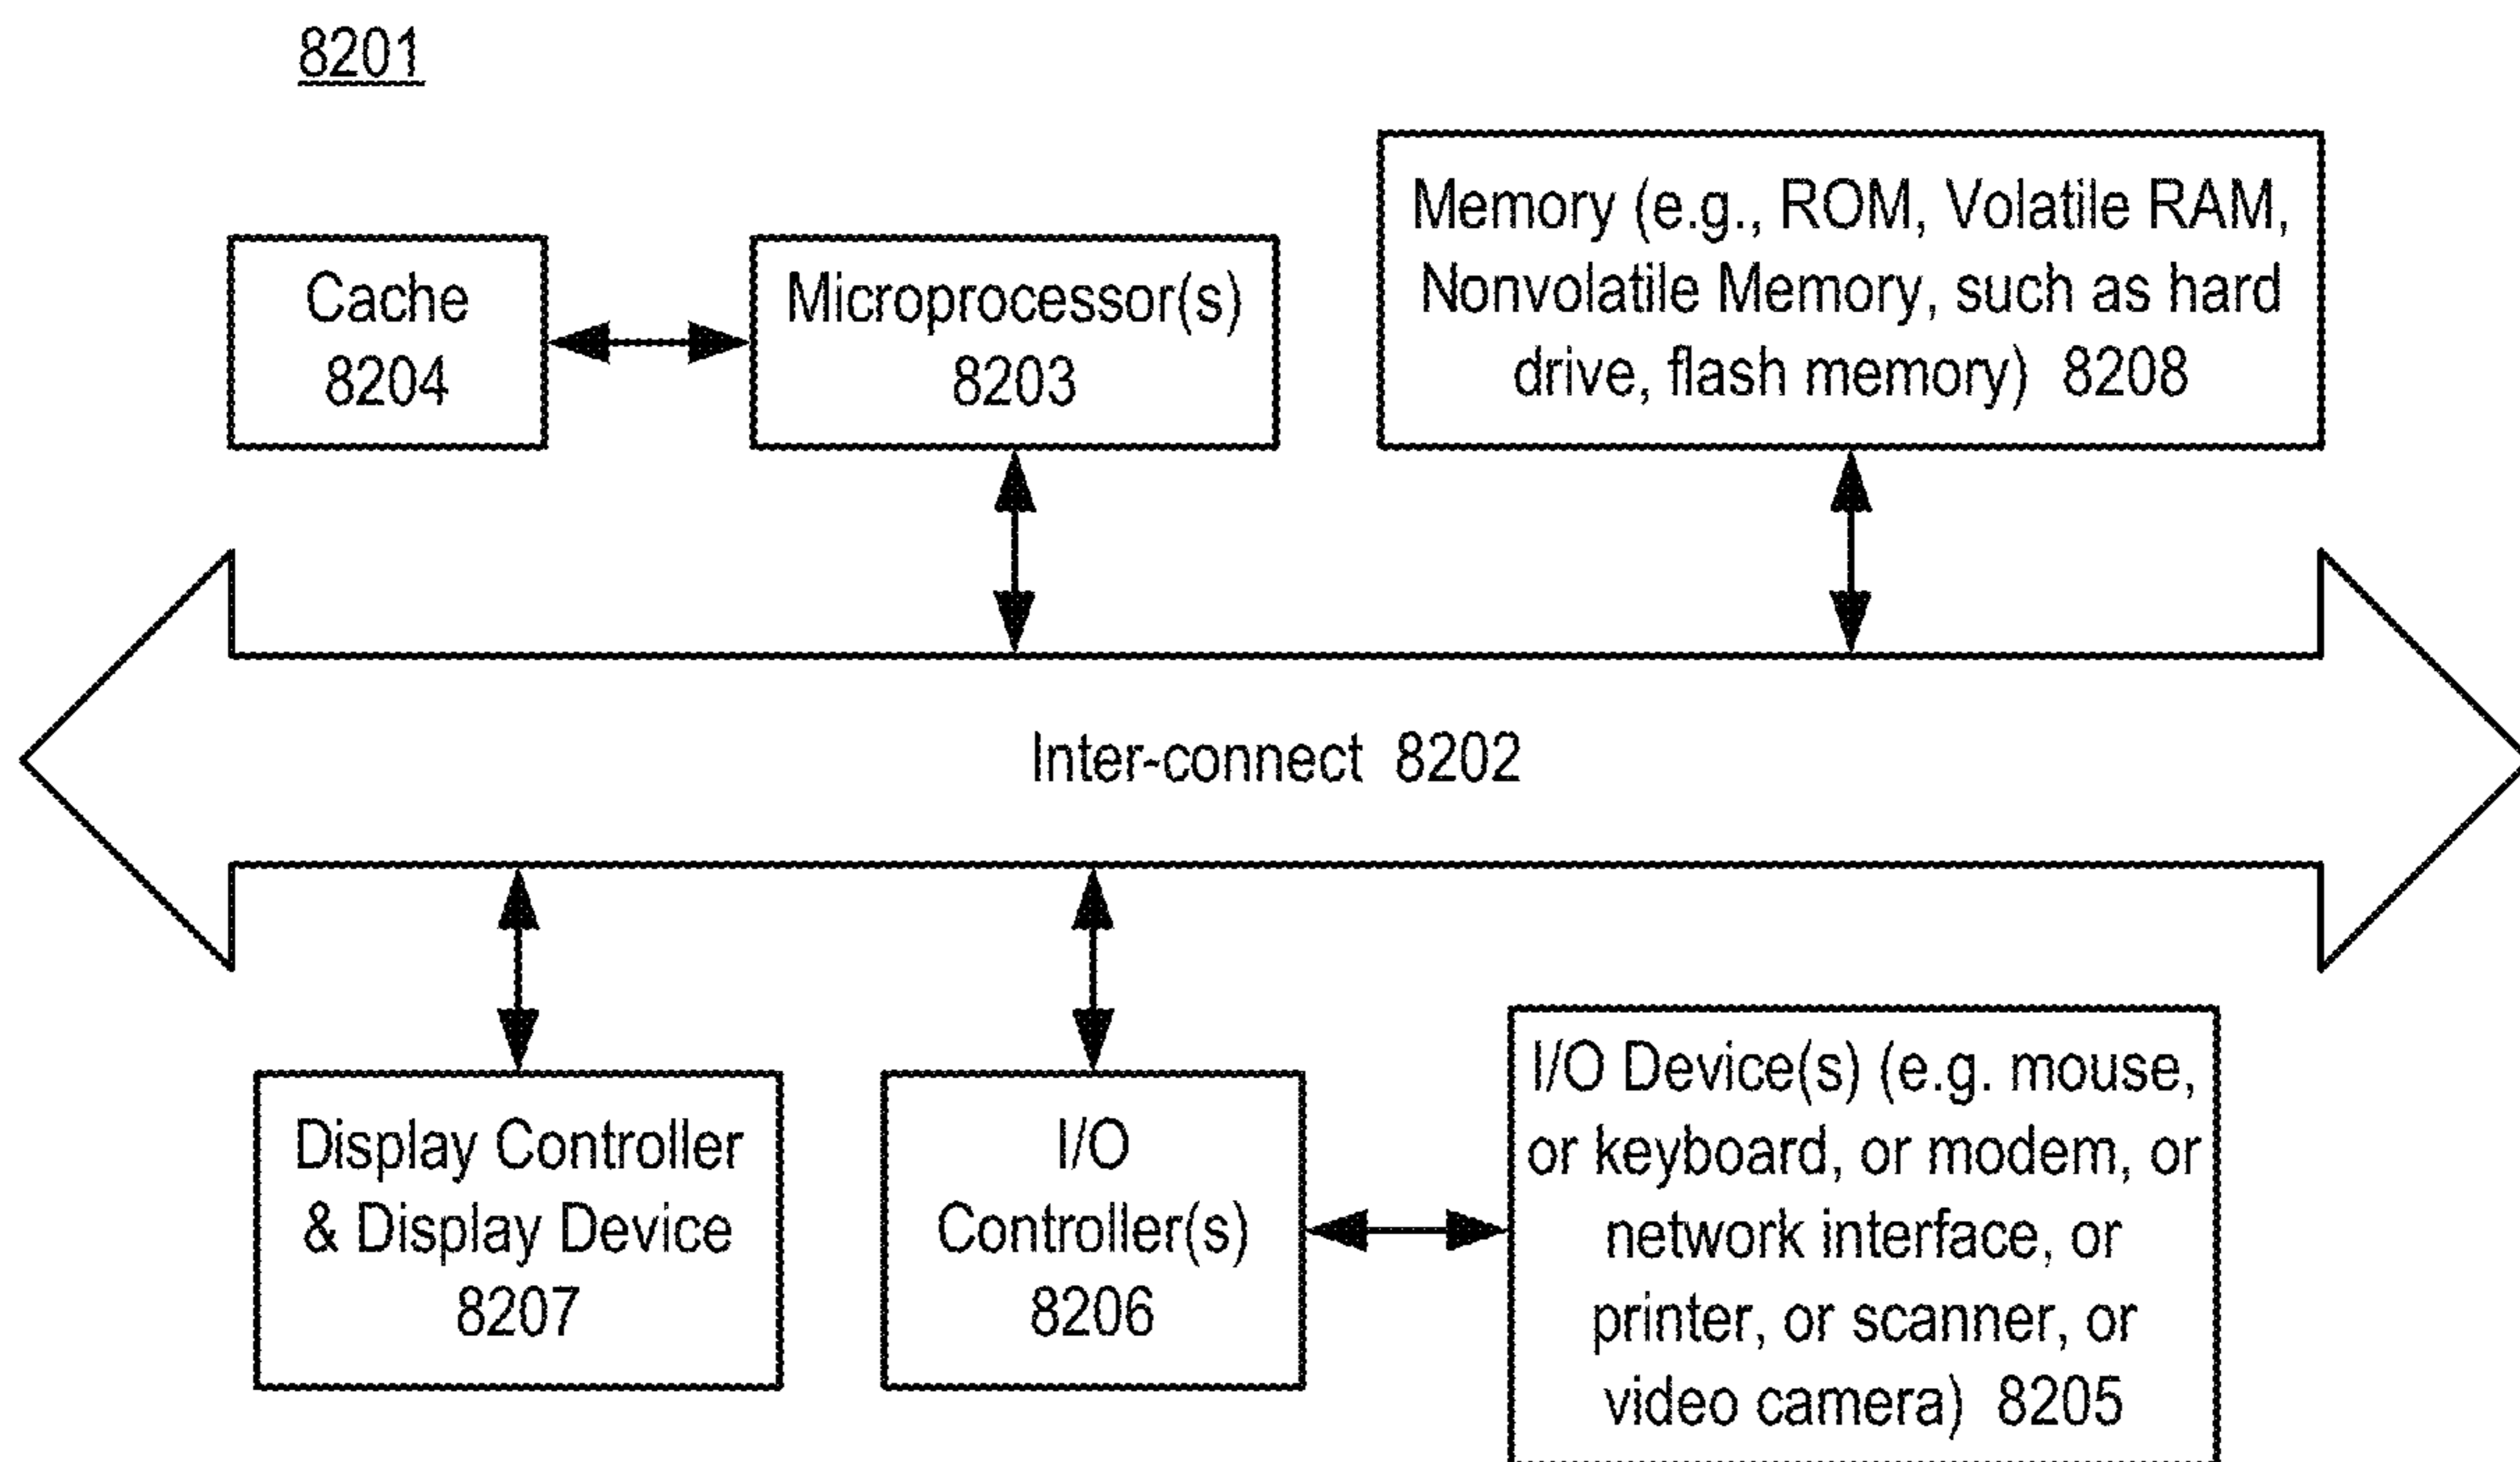 8201
Cache
8204
Microprocessor(s)
8203
Memory (e.g., ROM, Volatile RAM,
Nonvolatile Memory, such as hard
drive, flash memory) 8208
Inter-connect 8202
Display Controller
& Display Device
8207
I/O
Controller(s)
8206
I/O Device(s) (e.g. mouse,
or keyboard, or modem, or
network interface, or
printer, or scanner, or
video camera) 8205